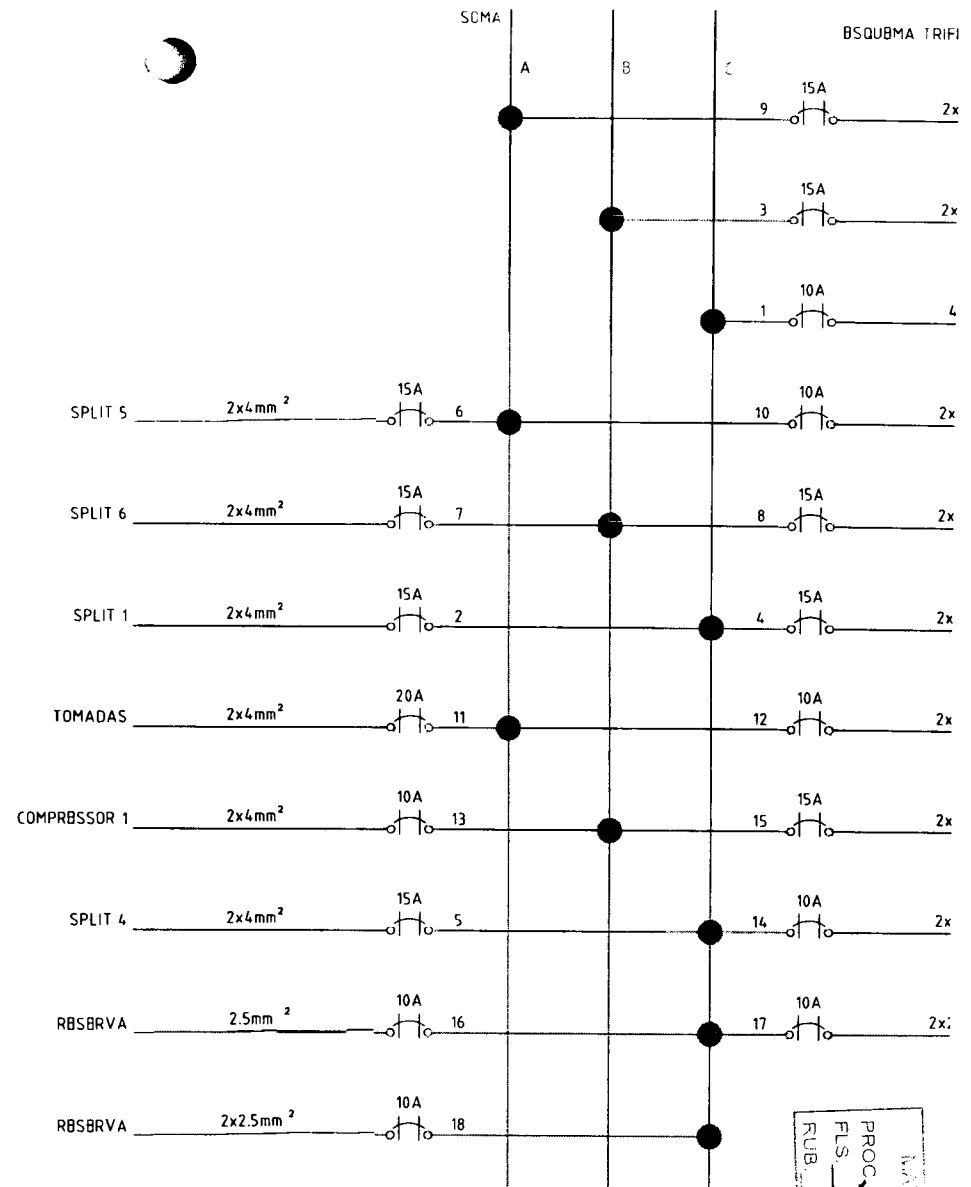 SCMA
BSQUBMA TRIFI
A B C
9 15A 2x
3 15A 2x
1 10A 4
SPLIT 5 2x4mm² 15A 6 10 10A 2x
SPLIT 6 2x4mm² 15A 7 8 15A 2x
SPLIT 1 2x4mm² 15A 2 4 15A 2x
TOMADAS 2x4mm² 20A 11 12 10A 2x
COMPRBSSOR 1 2x4mm² 10A 13 15 15A 2x
SPLIT 4 2x4mm² 15A 5 14 10A 2x
RBSBRVA 2.5mm² 10A 16 17 10A 2x
RBSBRVA 2x2.5mm² 10A 18
PROC.
FLS.
RUB.